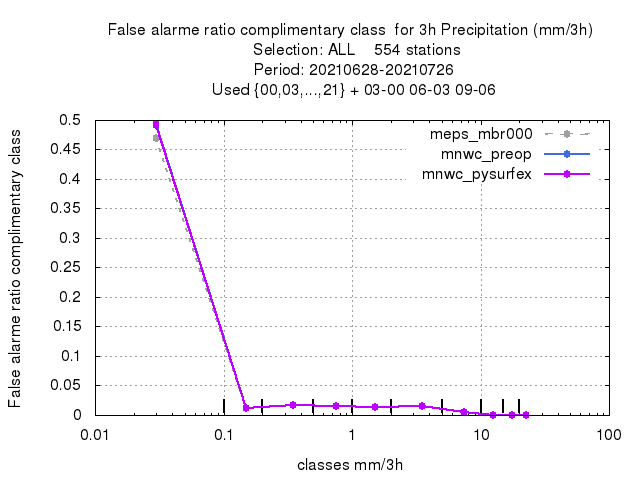 False alarme ratio complimentary class  for 3h Precipitation (mm/3h)
Selection: ALL    554 stations
Period: 20210628-20210726
Used {00,03,...,21} + 03-00 06-03 09-06
meps_mbr000
mnwc_preop
mnwc_pysurfex
False alarme ratio complimentary class
0.5
0.45
0.4
0.35
0.3
0.25
0.2
0.15
0.1
0.05
0
0.01 0.1 1 10 100
classes mm/3h